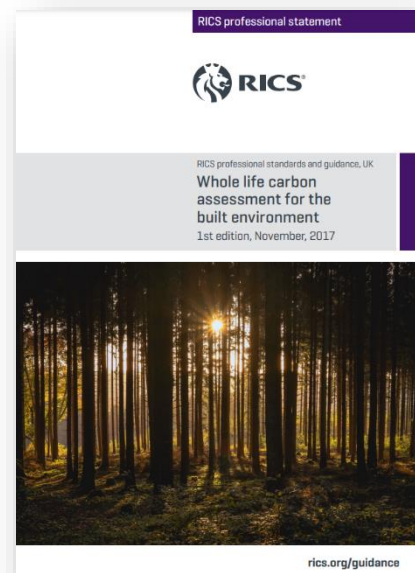 RICS professional statement
RICS
RICS professional standards and guidance, UK
Whole life carbon
assessment for the
built environment
1st edition, November, 2017
rics.org/guidance